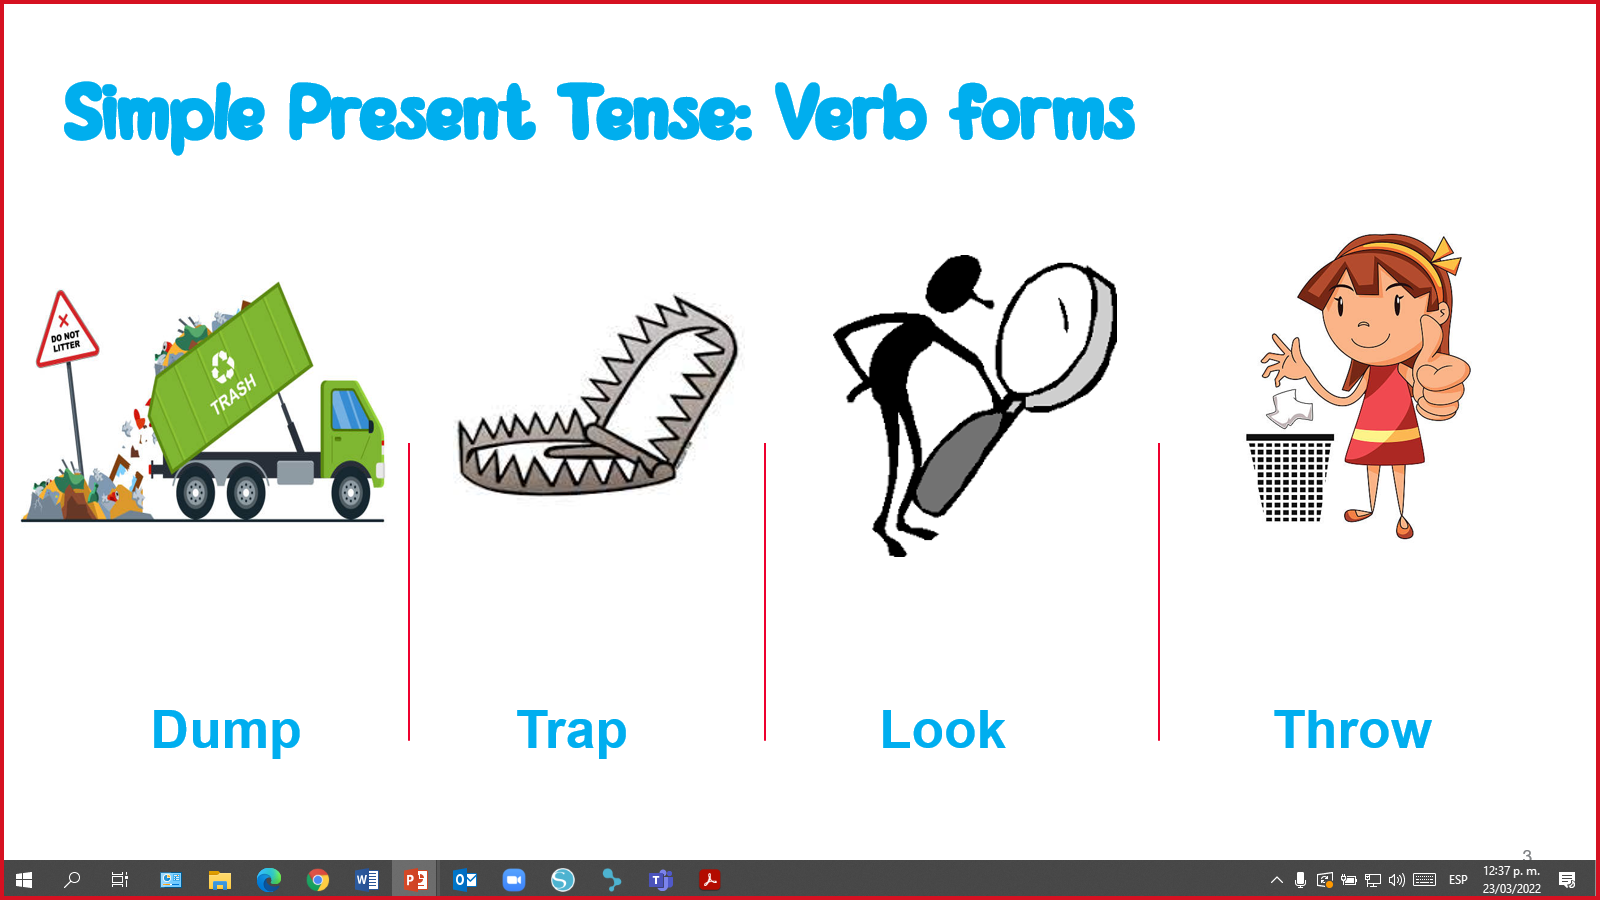 Simple Present Tense: Verb forms
DO NOT
LITTER
TRASH
Dump
Trap
Look
Throw
3
ESP
12:37 p. m.
23/03/2022